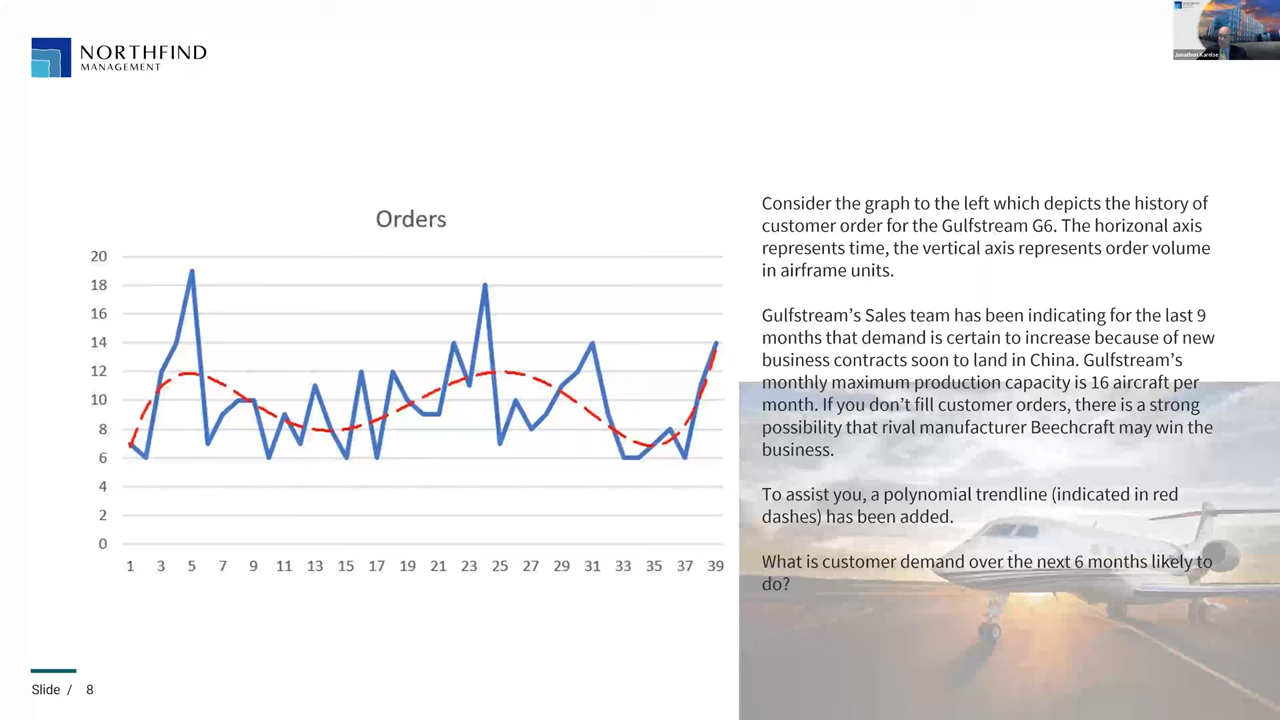 NORTHFIND
MANAGEMENT
Jonathon Karelse
Orders
20
18
16
14
12
10
8
6
4
2
0
1 3 5 7 9 11 13 15 17 19 21 23 25 27 29 31 33 35 37 39
Consider the graph to the left which depicts the history of
customer order for the Gulfstream G6. The horizonal axis
represents time, the vertical axis represents order volume
in airframe units.
Gulfstream’s Sales team has been indicating for the last 9
months that demand is certain to increase because of new
business contracts soon to land in China. Gulfstream’s
monthly maximum production capacity is 16 aircraft per
month. If you don’t fill customer orders, there is a strong
possibility that rival manufacturer Beechcraft may win the
business.
To assist you, a polynomial trendline (indicated in red
dashes) has been added.
What is customer demand over the next 6 months likely to
do?
Slide / 8